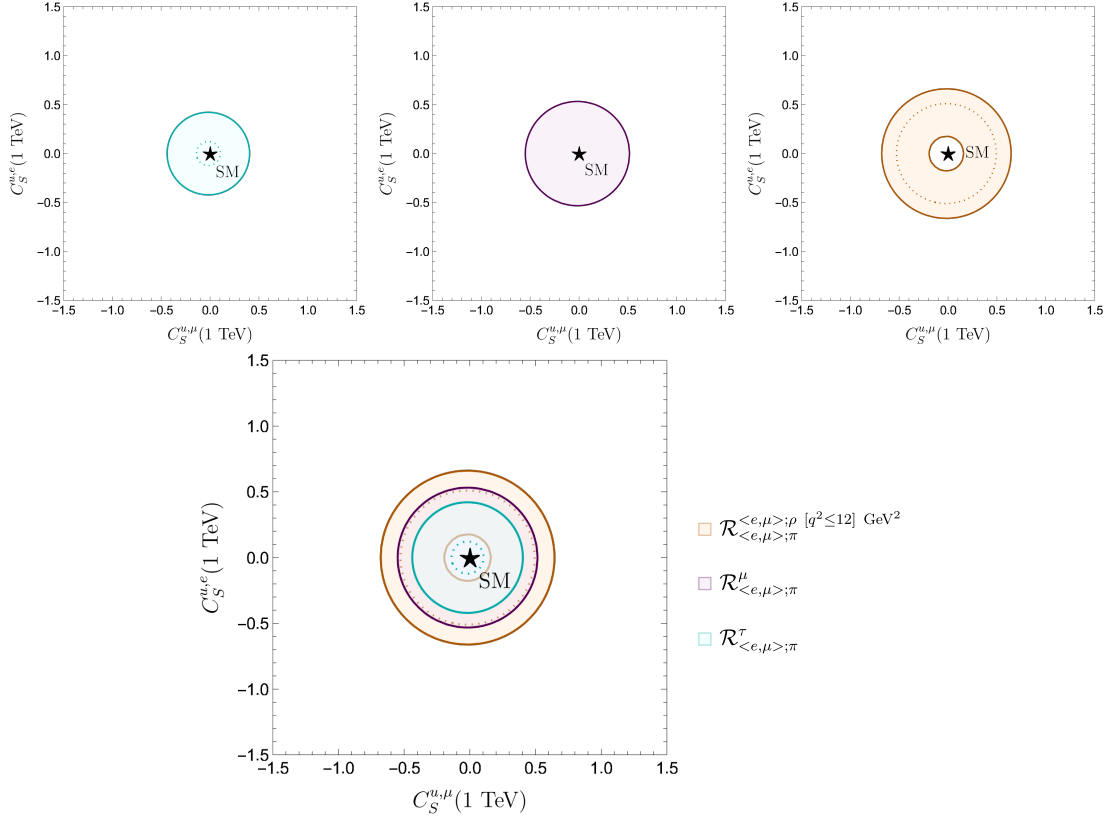 1.5
1.0
0.5
0.0
−0.5
−1.0
−1.5
C_S^{u,e}(1 TeV)
SM
−1.5 −1.0 −0.5 0.0 0.5 1.0 1.5
C_S^{u,μ}(1 TeV)
1.5
1.0
0.5
0.0
−0.5
−1.0
−1.5
C_S^{u,e}(1 TeV)
SM
−1.5 −1.0 −0.5 0.0 0.5 1.0 1.5
C_S^{u,μ}(1 TeV)
1.5
1.0
0.5
0.0
−0.5
−1.0
−1.5
C_S^{u,e}(1 TeV)
SM
−1.5 −1.0 −0.5 0.0 0.5 1.0 1.5
C_S^{u,μ}(1 TeV)
1.5
1.0
0.5
0.0
−0.5
−1.0
−1.5
C_S^{u,e}(1 TeV)
SM
−1.5 −1.0 −0.5 0.0 0.5 1.0 1.5
C_S^{u,μ}(1 TeV)
R_{<e,μ>;π}^{<e,μ>;ρ [q^2≤12] GeV^2}
R_{<e,μ>;π}^{μ}
R_{<e,μ>;π}^{τ}